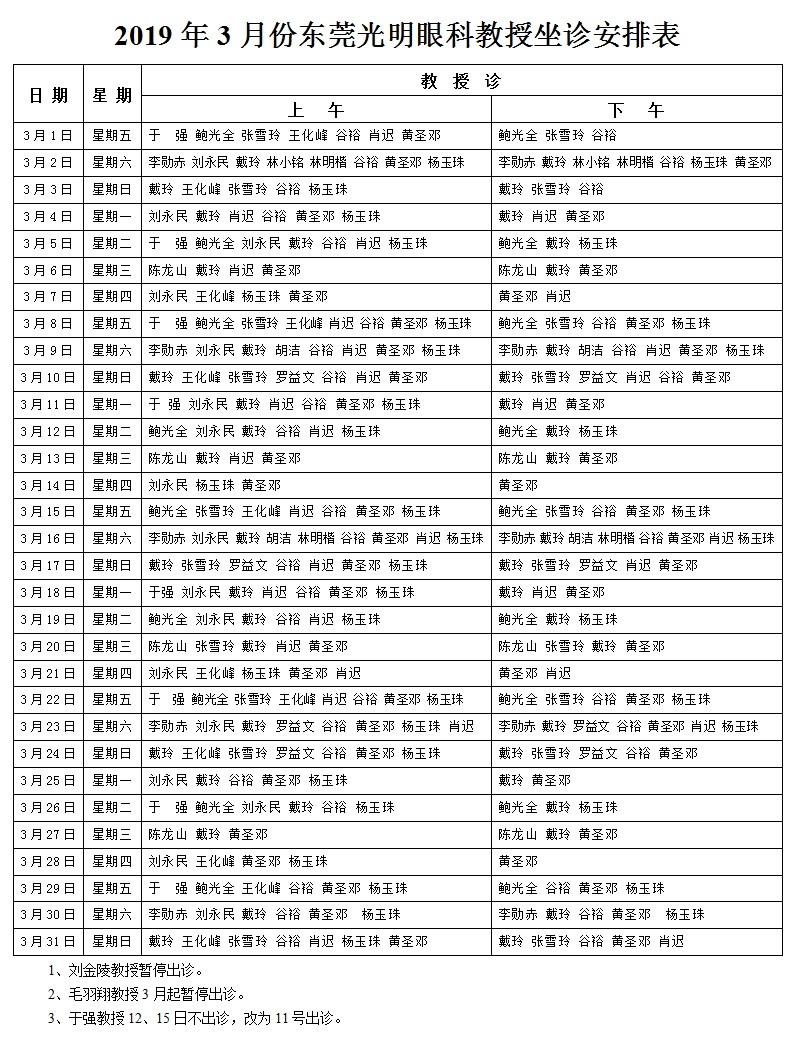 2019 年 3 月份东莞光明眼科教授坐诊安排表
日 期 星 期 教 授 诊
上 午 下 午
3 月 1 日 星期五 于 强 鲍光全 张雪玲 王化峰 谷裕 肖迟 黄圣邓 鲍光全 张雪玲 谷裕
3 月 2 日 星期六 李勋赤 刘永民 戴玲 林小铭 林明楷 谷裕 黄圣邓 杨玉珠 李勋赤 戴玲 林小铭 林明楷 谷裕 杨玉珠 黄圣邓
3 月 3 日 星期日 戴玲 王化峰 张雪玲 谷裕 杨玉珠 戴玲 张雪玲 谷裕
3 月 4 日 星期一 刘永民 戴玲 肖迟 谷裕 黄圣邓 杨玉珠 戴玲 肖迟 黄圣邓
3 月 5 日 星期二 于 强 鲍光全 刘永民 戴玲 谷裕 肖迟 杨玉珠 鲍光全 戴玲 杨玉珠
3 月 6 日 星期三 陈龙山 戴玲 肖迟 黄圣邓 陈龙山 戴玲 黄圣邓
3 月 7 日 星期四 刘永民 王化峰 杨玉珠 黄圣邓 黄圣邓 肖迟
3 月 8 日 星期五 于 强 鲍光全 张雪玲 王化峰 肖迟 谷裕 黄圣邓 杨玉珠 鲍光全 张雪玲 谷裕 黄圣邓 杨玉珠
3 月 9 日 星期六 李勋赤 刘永民 戴玲 胡洁 谷裕 肖迟 黄圣邓 杨玉珠 李勋赤 戴玲 胡洁 谷裕 肖迟 黄圣邓 杨玉珠
3 月 10 日 星期日 戴玲 王化峰 张雪玲 罗益文 谷裕 肖迟 黄圣邓 戴玲 张雪玲 罗益文 肖迟 谷裕 黄圣邓
3 月 11 日 星期一 于 强 刘永民 戴玲 肖迟 谷裕 黄圣邓 杨玉珠 戴玲 肖迟 黄圣邓
3 月 12 日 星期二 鲍光全 刘永民 戴玲 谷裕 肖迟 杨玉珠 鲍光全 戴玲 杨玉珠
3 月 13 日 星期三 陈龙山 戴玲 肖迟 黄圣邓 陈龙山 戴玲 黄圣邓
3 月 14 日 星期四 刘永民 杨玉珠 黄圣邓 黄圣邓
3 月 15 日 星期五 鲍光全 张雪玲 王化峰 肖迟 谷裕 黄圣邓 杨玉珠 鲍光全 张雪玲 谷裕 黄圣邓 杨玉珠
3 月 16 日 星期六 李勋赤 刘永民 戴玲 胡洁 林明楷 谷裕 黄圣邓 肖迟 杨玉珠 李勋赤 戴玲 胡洁 林明楷 谷裕 黄圣邓 肖迟 杨玉珠
3 月 17 日 星期日 戴玲 张雪玲 罗益文 谷裕 肖迟 黄圣邓 杨玉珠 戴玲 张雪玲 罗益文 肖迟 黄圣邓
3 月 18 日 星期一 于强 刘永民 戴玲 肖迟 谷裕 黄圣邓 杨玉珠 戴玲 肖迟 黄圣邓
3 月 19 日 星期二 鲍光全 刘永民 戴玲 谷裕 肖迟 杨玉珠 鲍光全 戴玲 杨玉珠
3 月 20 日 星期三 陈龙山 张雪玲 戴玲 肖迟 黄圣邓 陈龙山 张雪玲 戴玲 黄圣邓
3 月 21 日 星期四 刘永民 王化峰 杨玉珠 黄圣邓 肖迟 黄圣邓 肖迟
3 月 22 日 星期五 于 强 鲍光全 张雪玲 王化峰 肖迟 谷裕 黄圣邓 杨玉珠 鲍光全 张雪玲 谷裕 黄圣邓 杨玉珠
3 月 23 日 星期六 李勋赤 刘永民 戴玲 罗益文 谷裕 黄圣邓 杨玉珠 肖迟 李勋赤 戴玲 罗益文 谷裕 黄圣邓 肖迟 杨玉珠
3 月 24 日 星期日 戴玲 王化峰 张雪玲 罗益文 谷裕 黄圣邓 杨玉珠 戴玲 张雪玲 罗益文 谷裕 黄圣邓
3 月 25 日 星期一 刘永民 戴玲 谷裕 黄圣邓 杨玉珠 戴玲 黄圣邓
3 月 26 日 星期二 于 强 鲍光全 刘永民 戴玲 谷裕 杨玉珠 鲍光全 戴玲 杨玉珠
3 月 27 日 星期三 陈龙山 戴玲 黄圣邓 陈龙山 戴玲 黄圣邓
3 月 28 日 星期四 刘永民 王化峰 黄圣邓 杨玉珠 黄圣邓
3 月 29 日 星期五 于 强 鲍光全 王化峰 谷裕 黄圣邓 杨玉珠 鲍光全 谷裕 黄圣邓 杨玉珠
3 月 30 日 星期六 李勋赤 刘永民 戴玲 谷裕 黄圣邓 杨玉珠 李勋赤 戴玲 谷裕 黄圣邓 杨玉珠
3 月 31 日 星期日 戴玲 王化峰 张雪玲 谷裕 肖迟 杨玉珠 黄圣邓 戴玲 张雪玲 谷裕 黄圣邓 肖迟
1、刘金陵教授暂停出诊。
2、毛羽翔教授 3 月起暂停出诊。
3、于强教授 12、15 日不出诊，改为 11 号出诊。